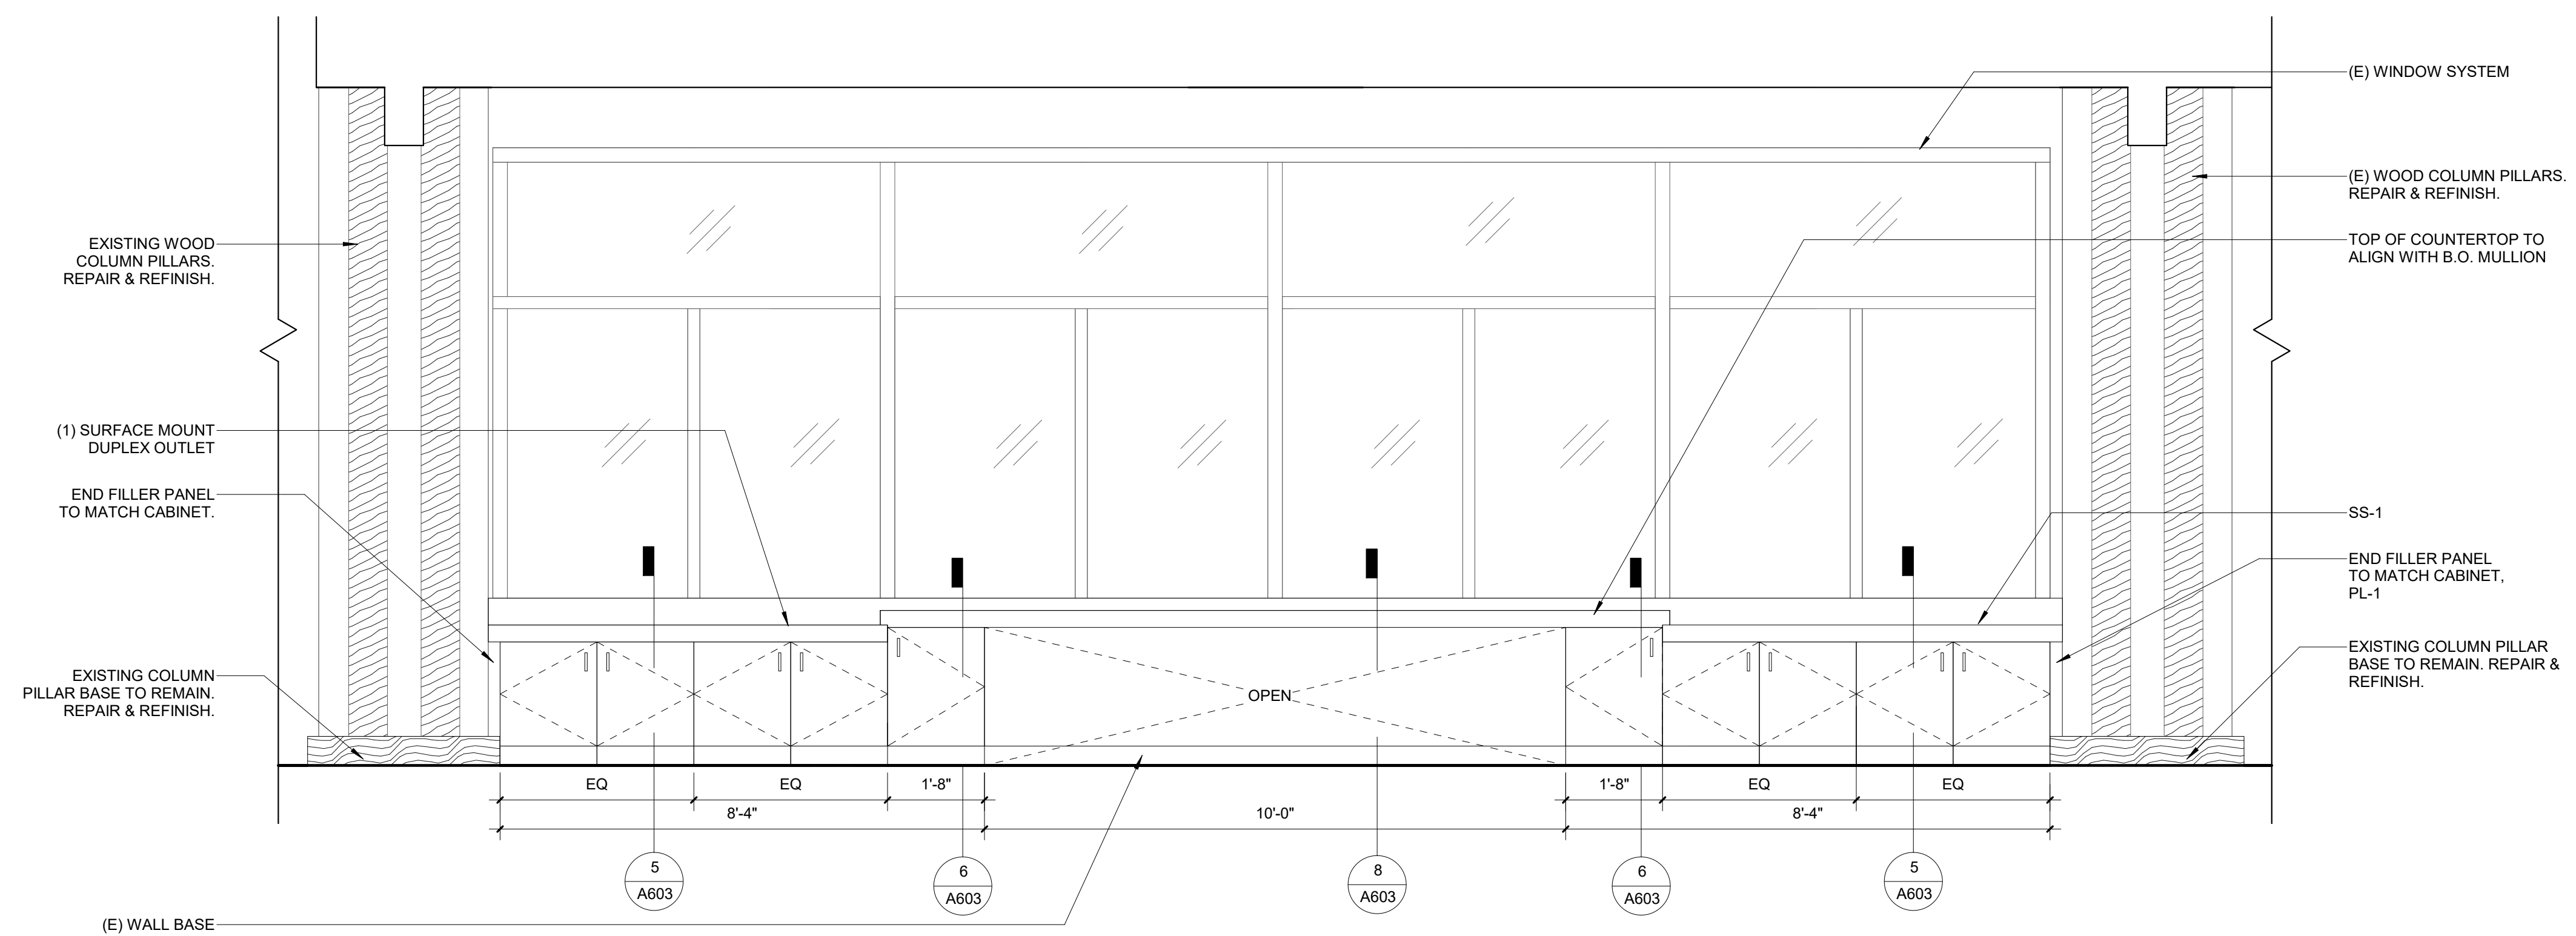 (E) WINDOW SYSTEM
(E) WOOD COLUMN PILLARS.
REPAIR & REFINISH.
EXISTING WOOD
COLUMN PILLARS.
REPAIR & REFINISH.
TOP OF COUNTERTOP TO
ALIGN WITH B.O. MULLION
(1) SURFACE MOUNT
DUPLEX OUTLET
END FILLER PANEL
TO MATCH CABINET.
SS-1
END FILLER PANEL
TO MATCH CABINET,
PL-1
EXISTING COLUMN
PILLAR BASE TO REMAIN.
REPAIR & REFINISH.
EXISTING COLUMN PILLAR
BASE TO REMAIN. REPAIR &
REFINISH.
OPEN
EQ
EQ
1'-8"
1'-8"
EQ
EQ
8'-4"
10'-0"
8'-4"
5
A603
6
A603
8
A603
6
A603
5
A603
(E) WALL BASE